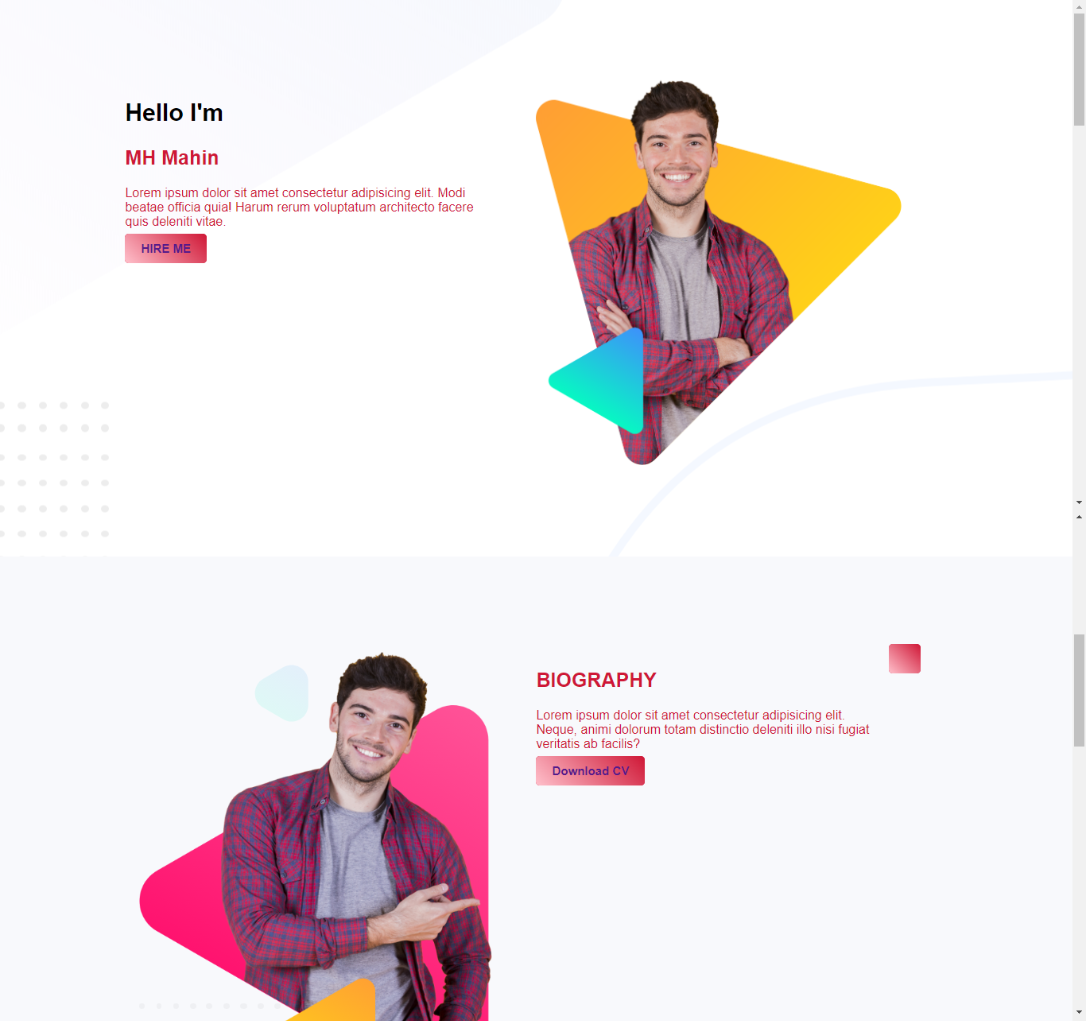 Hello I'm
MH Mahin
Lorem ipsum dolor sit amet consectetur adipisicing elit. Modi
beatae officia quia! Harum rerum voluptatum architecto facere
quis deleniti vitae.
HIRE ME
BIOGRAPHY
Lorem ipsum dolor sit amet consectetur adipisicing elit.
Neque, animi dolorum totam distinctio deleniti illo nisi fugiat
veritatis ab facilis?
Download CV